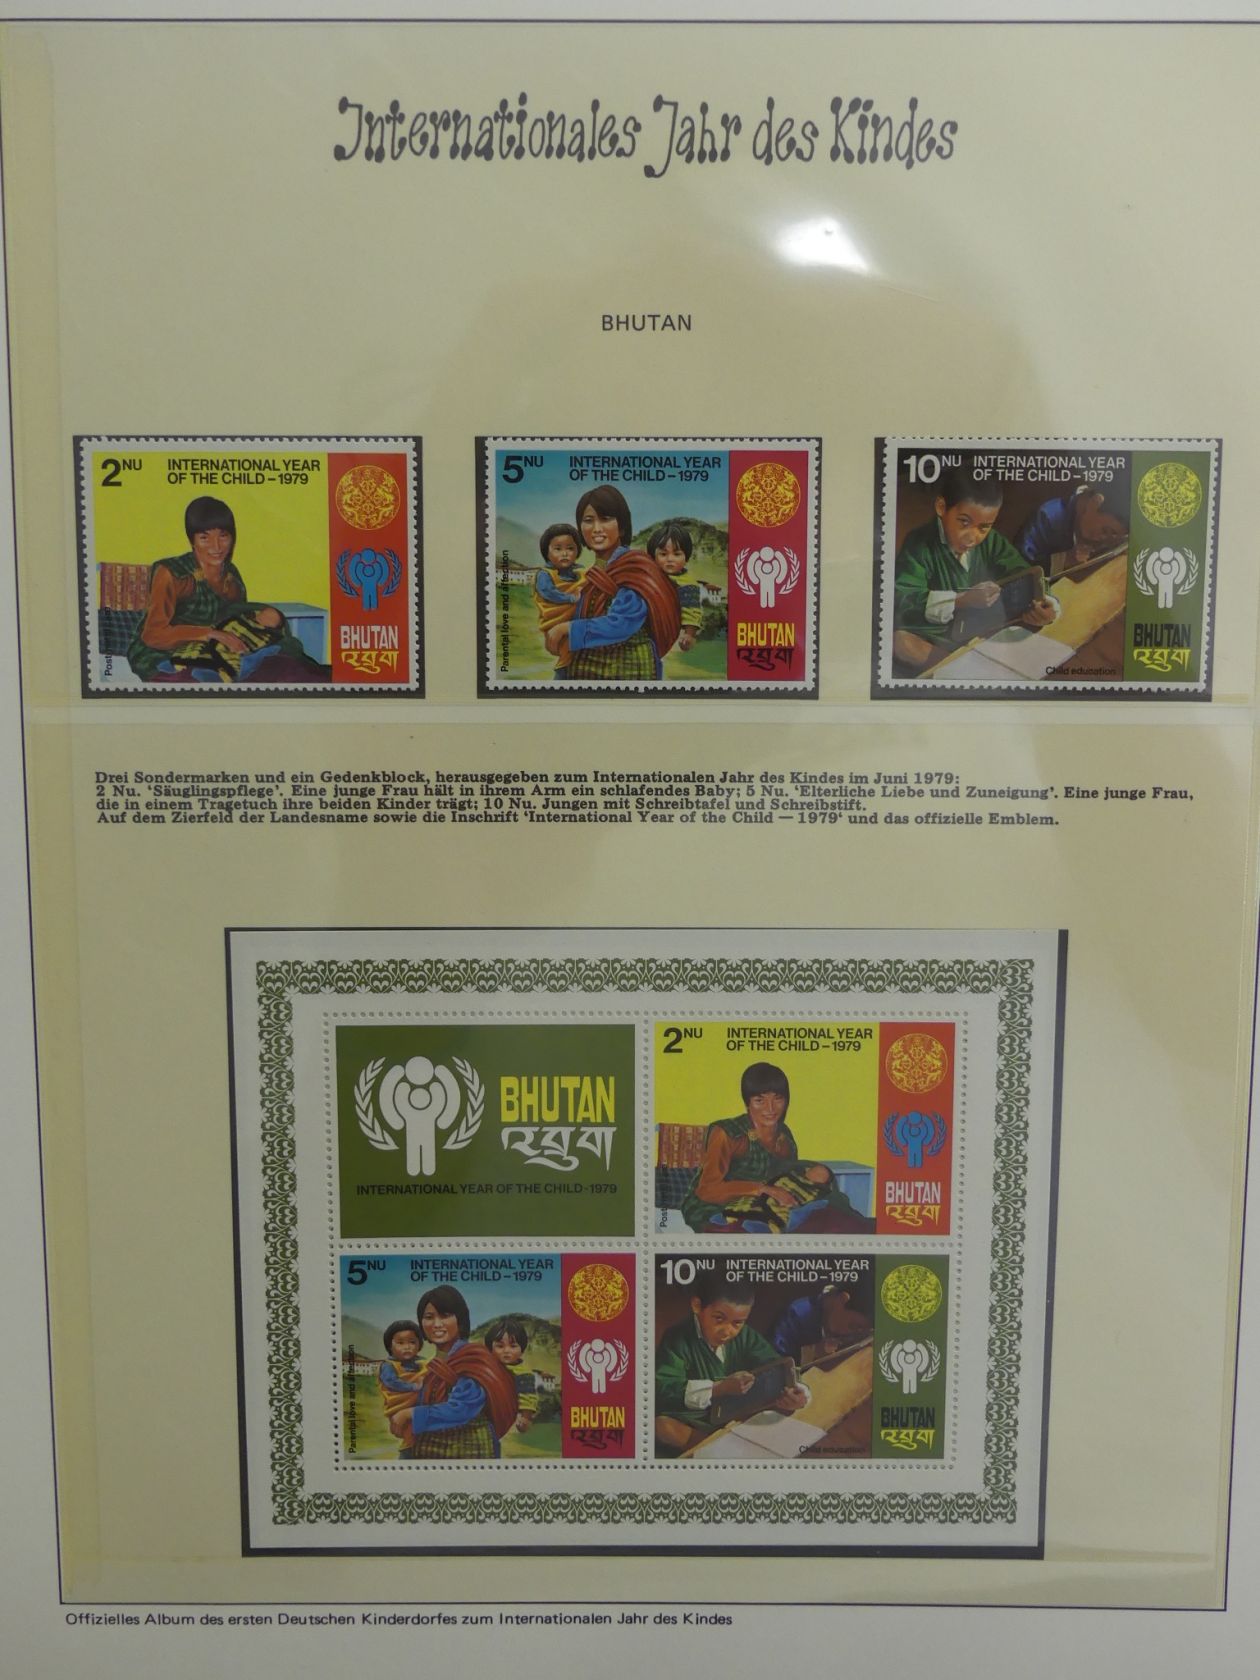 Internationales Jahr des Kindes
BHUTAN
2NU INTERNATIONAL YEAR
OF THE CHILD – 1979
BHUTAN
འབྲུག
5NU INTERNATIONAL YEAR
OF THE CHILD – 1979
Parental love and affection
BHUTAN
འབྲུག
10NU INTERNATIONAL YEAR
OF THE CHILD – 1979
Child education
BHUTAN
འབྲུག
Drei Sondermarken und ein Gedenkblock, herausgegeben zum Internationalen Jahr des Kindes im Juni 1979:
2 Nu. 'Säuglingspflege'. Eine junge Frau hält in ihrem Arm ein schlafendes Baby; 5 Nu. 'Elterliche Liebe und Zuneigung'. Eine junge Frau,
die in einem Tragetuch ihre beiden Kinder trägt; 10 Nu. Jungen mit Schreibtafel und Schreibstift.
Auf dem Zierfeld der Landesname sowie die Inschrift 'International Year of the Child — 1979' und das offizielle Emblem.
BHUTAN
འབྲུག
INTERNATIONAL YEAR OF THE CHILD-1979
2NU INTERNATIONAL YEAR
OF THE CHILD – 1979
BHUTAN
འབྲུག
5NU INTERNATIONAL YEAR
OF THE CHILD – 1979
Parental love and affection
BHUTAN
འབྲུག
10NU INTERNATIONAL YEAR
OF THE CHILD – 1979
Child education
BHUTAN
འབྲུག
Offizielles Album des ersten Deutschen Kinderdorfes zum Internationalen Jahr des Kindes